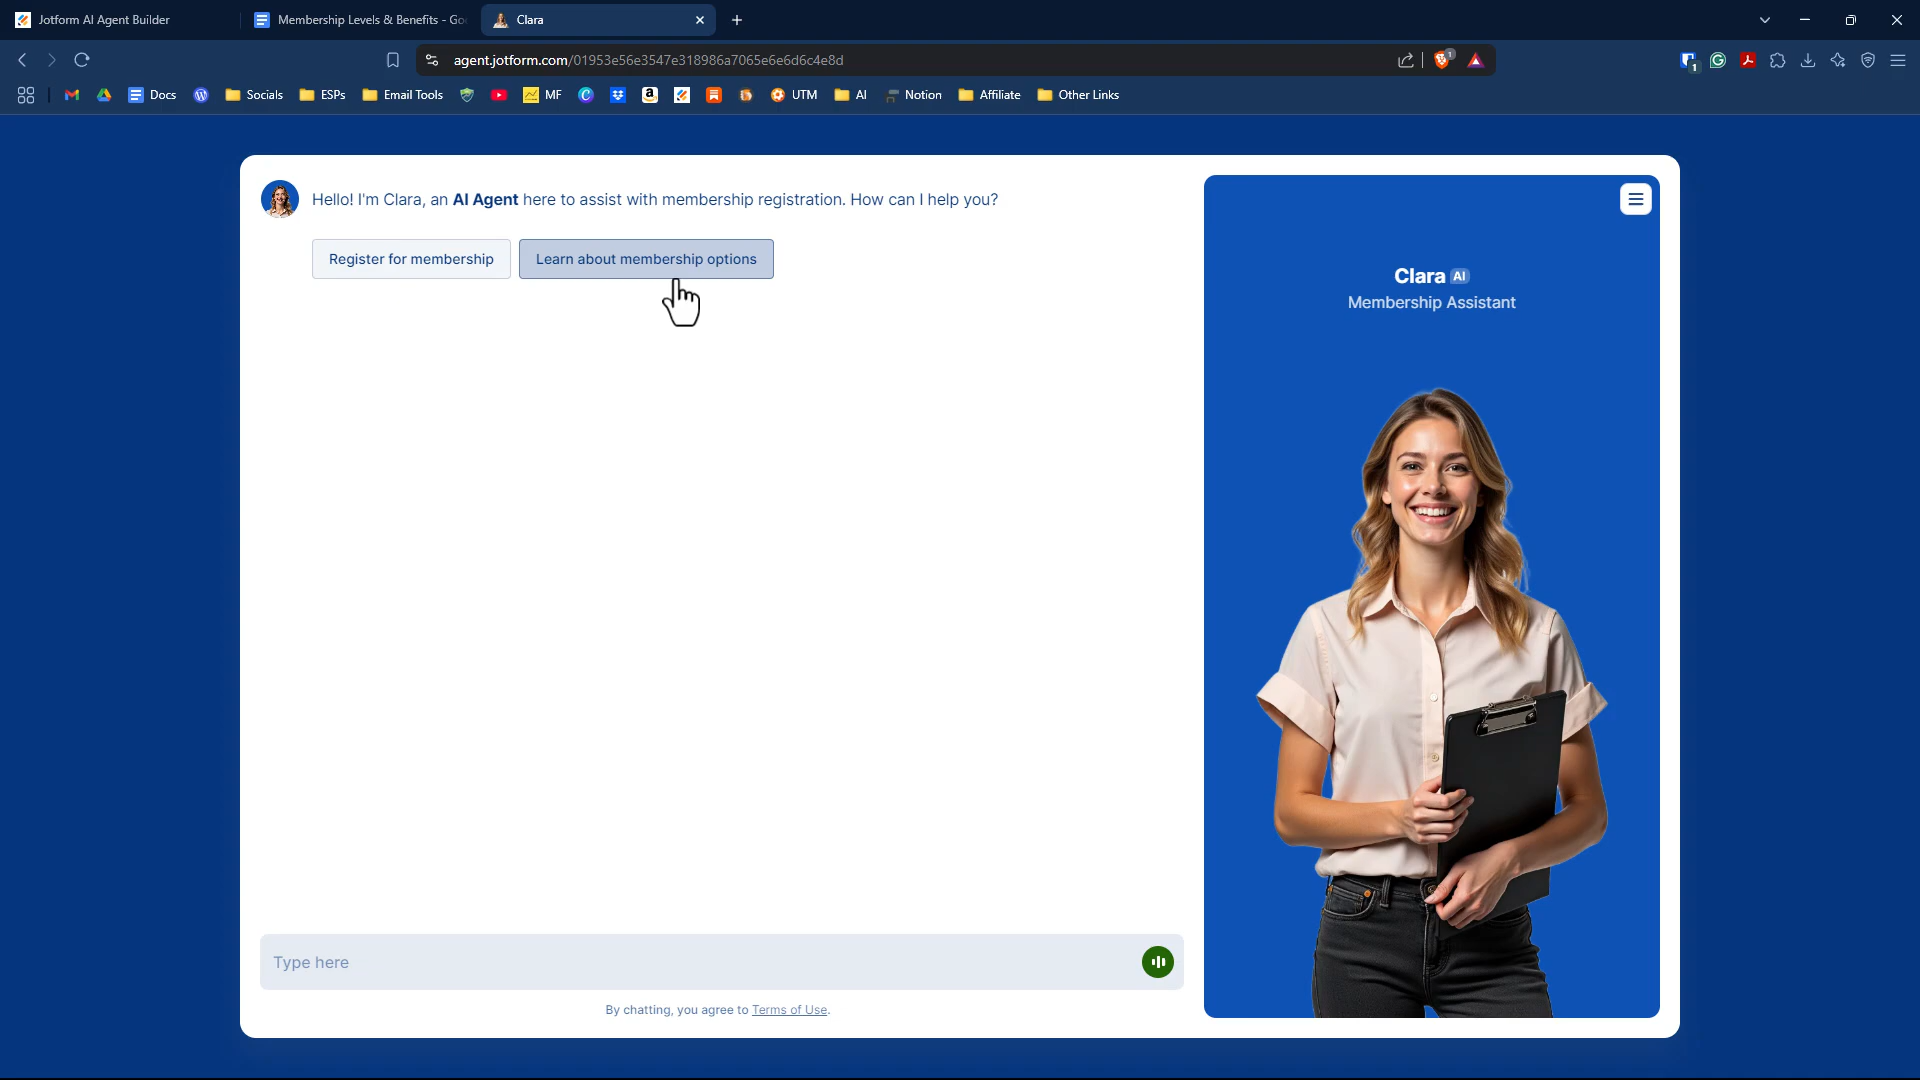 Jotform AI Agent Builder
Membership Levels & Benefits - Go
Clara
agent.jotform.com/01953e56e3547e318986a7065e6e6d6c4e8d
1
1
Docs
Socials
ESPs
Email Tools
MF
UTM
AI
Notion
Affiliate
Other Links
Hello! I'm Clara, an AI Agent here to assist with membership registration. How can I help you?
Register for membership
Learn about membership options
Clara AI
Membership Assistant
Type here
By chatting, you agree to Terms of Use.